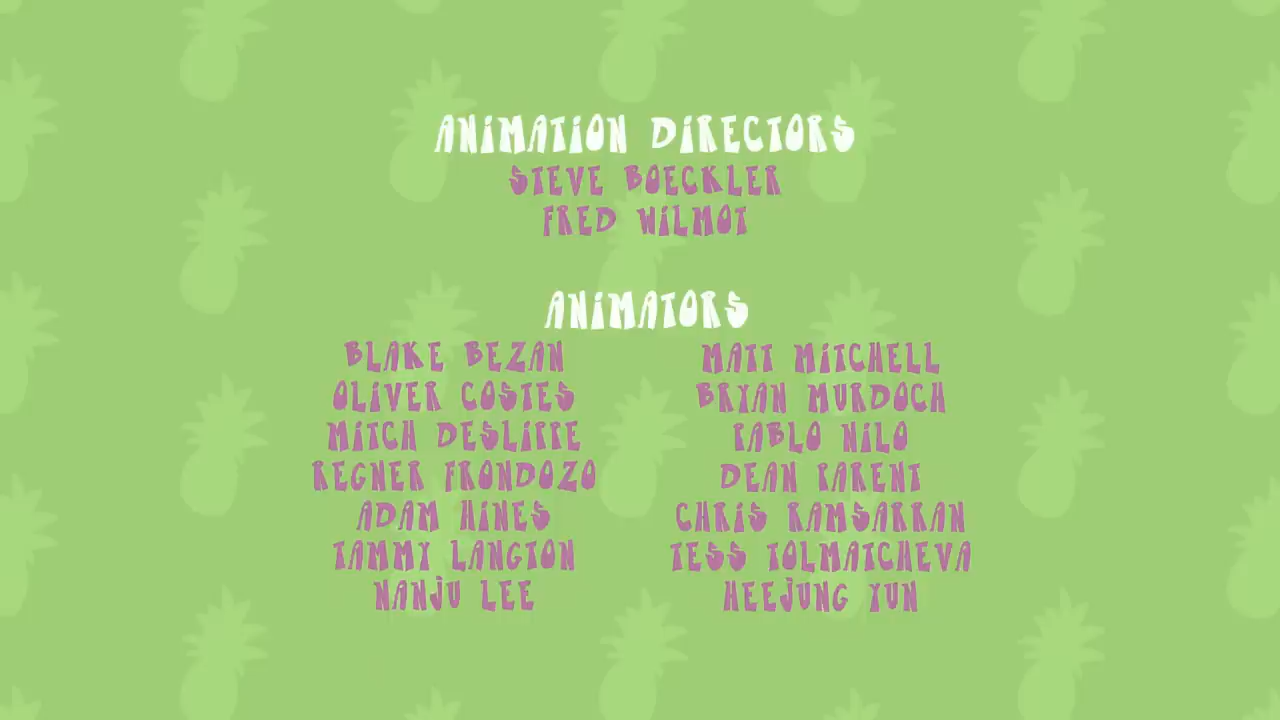 ANIMATION DIRECTORS
STEVE BOECKLER
FRED WILMOT
ANIMATORS
BLAKE BEZAN
OLIVER COSTES
MITCH DESLIPPE
REGNER FRONDOZO
ADAM HINES
TAMMY LANGTON
NANJU LEE
MATT MITCHELL
BRYAN MURDOCH
PABLO NILO
DEAN PARENT
CHRIS RAMSARRAN
TESS TOLMATCHEVA
HEEJUNG YUN